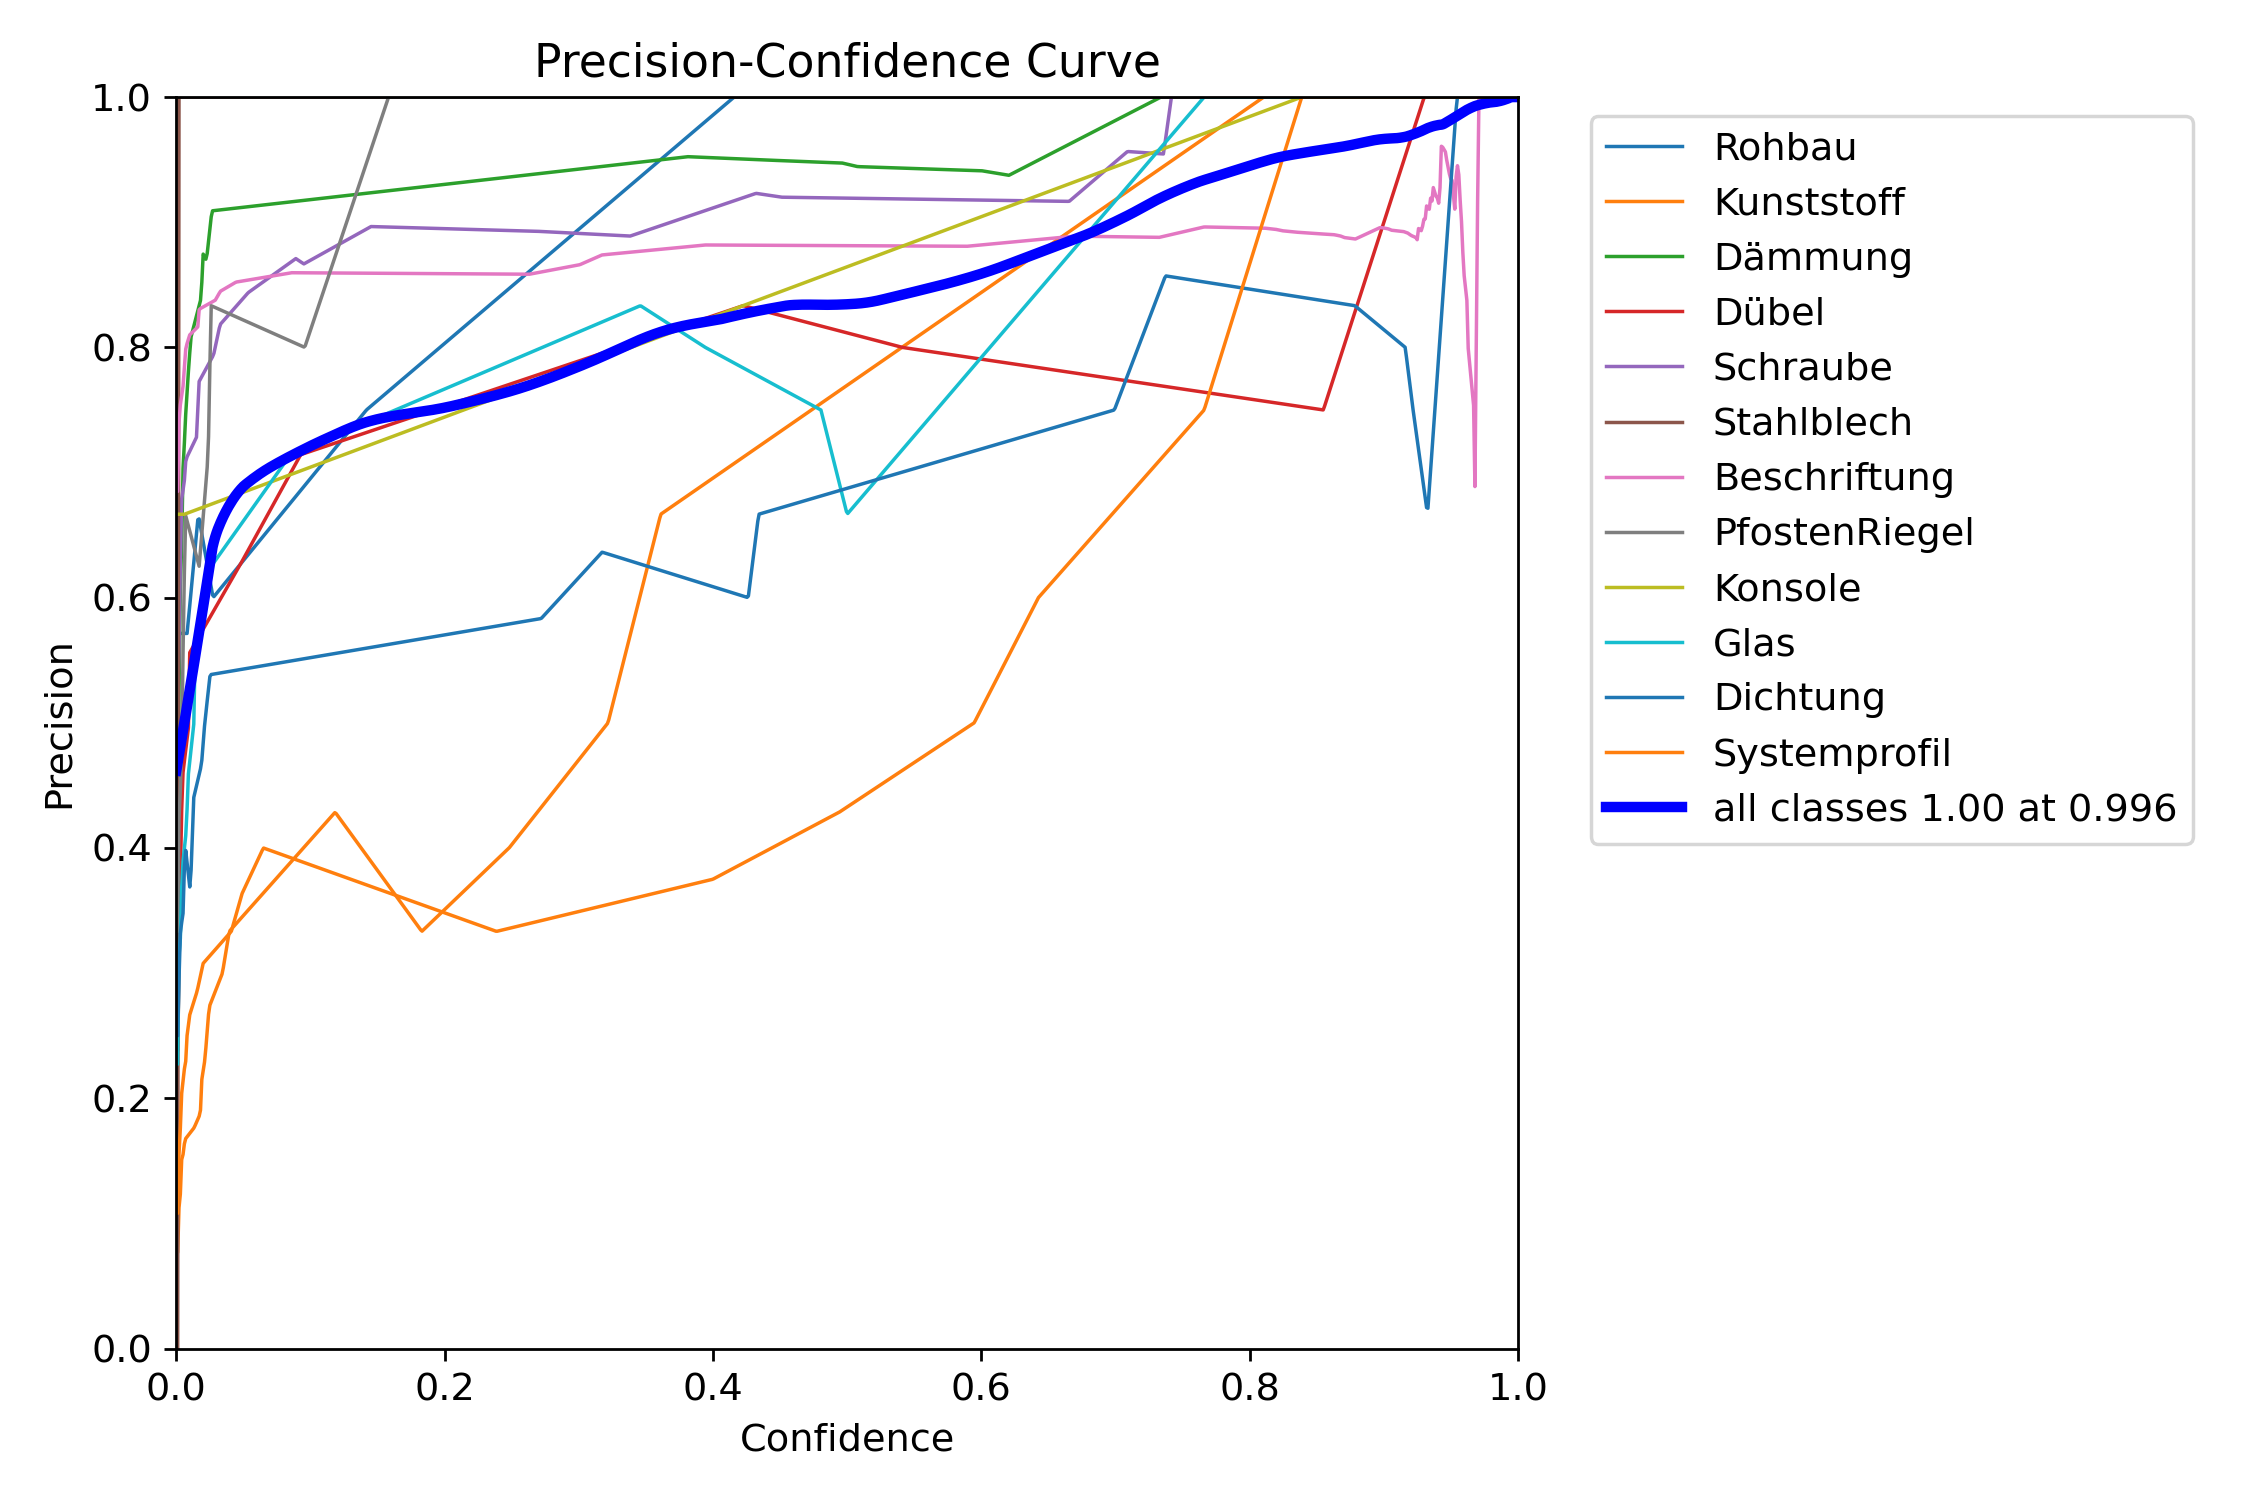 Precision-Confidence Curve
1.0
0.8
0.6
0.4
0.2
0.0
Precision
0.0 0.2 0.4 0.6 0.8 1.0
Confidence
Rohbau
Kunststoff
Dämmung
Dübel
Schraube
Stahlblech
Beschriftung
PfostenRiegel
Konsole
Glas
Dichtung
Systemprofil
all classes 1.00 at 0.996